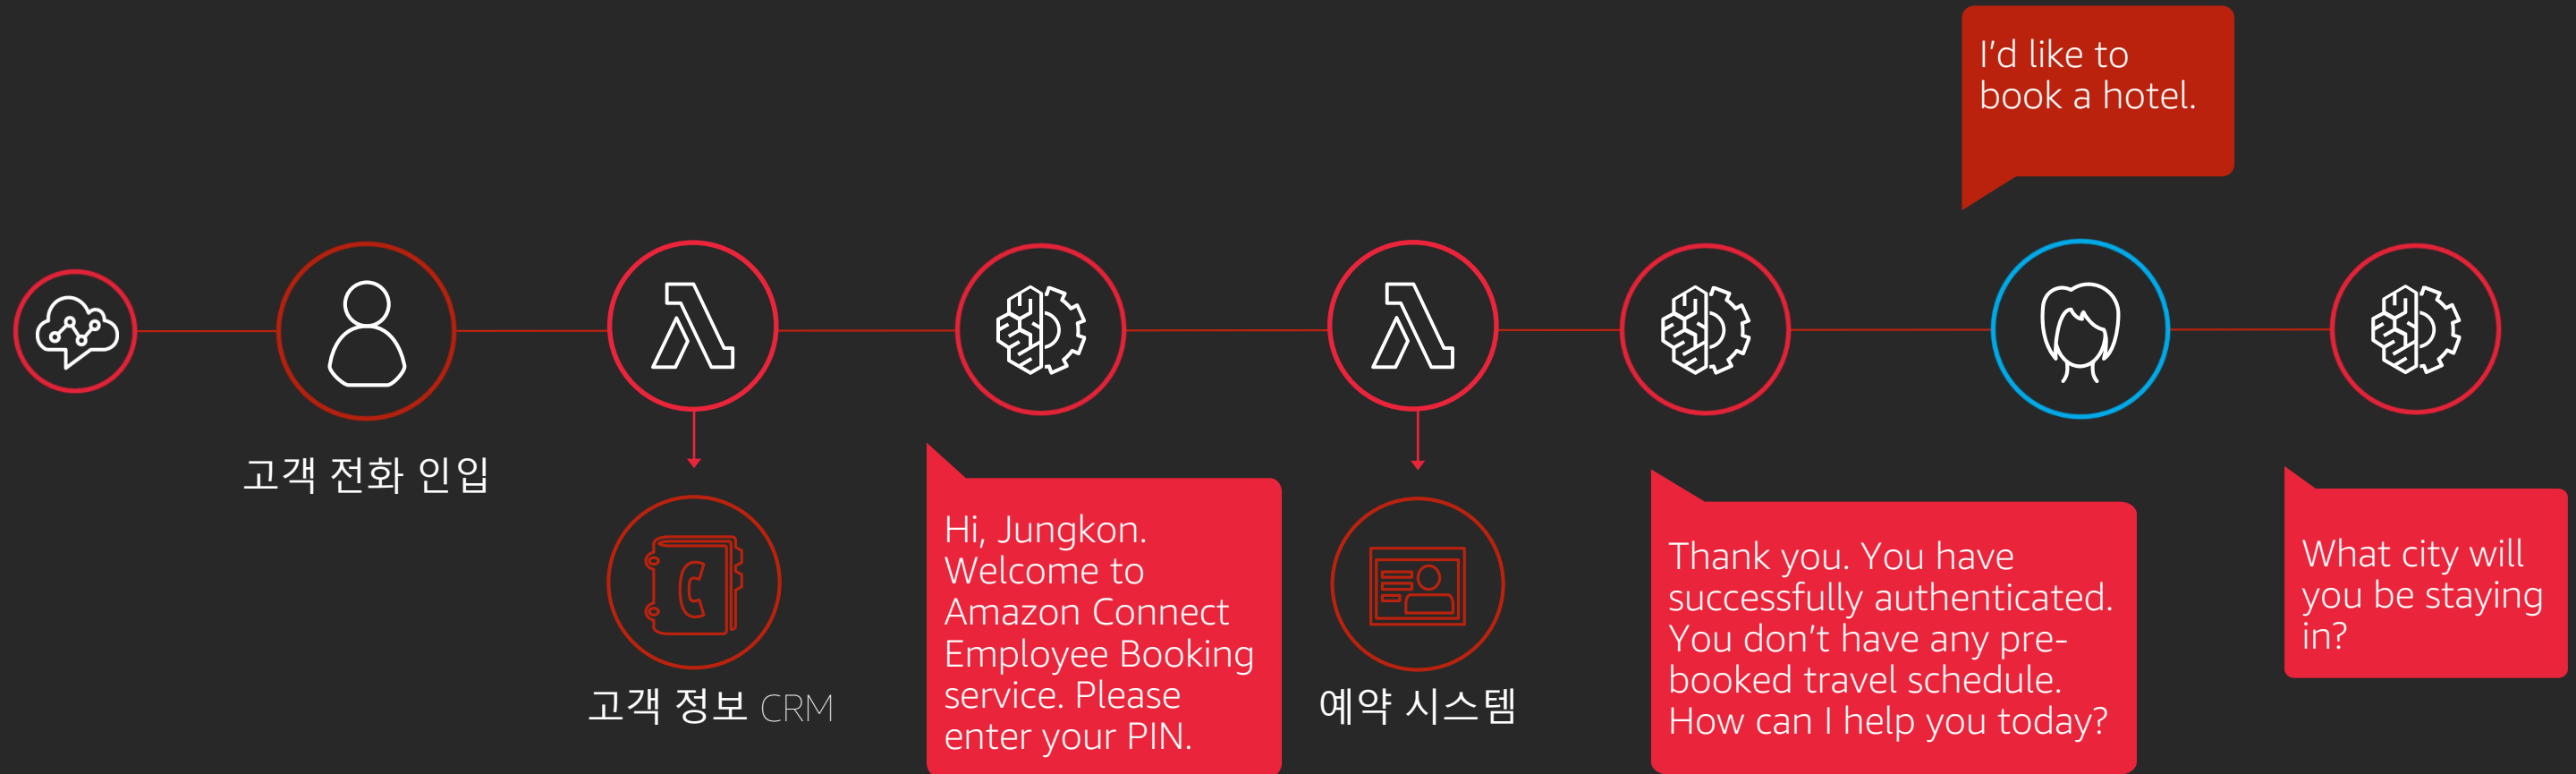 고객 전화 인입
고객 정보 CRM
Hi, Jungkon.
Welcome to
Amazon Connect
Employee Booking
service. Please
enter your PIN.
예약 시스템
Thank you. You have
successfully authenticated.
You don't have any pre-
booked travel schedule.
How can I help you today?
I'd like to
book a hotel.
What city will
you be staying
in?